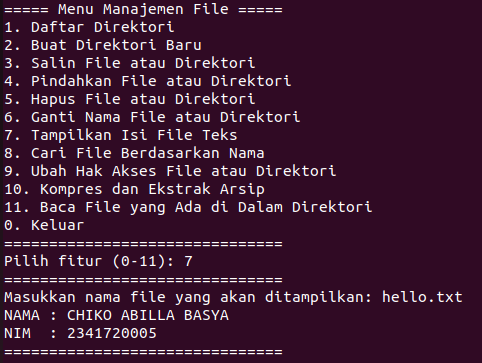 ===== Menu Manajemen File =====
1. Daftar Direktori
2. Buat Direktori Baru
3. Salin File atau Direktori
4. Pindahkan File atau Direktori
5. Hapus File atau Direktori
6. Ganti Nama File atau Direktori
7. Tampilkan Isi File Teks
8. Cari File Berdasarkan Nama
9. Ubah Hak Akses File atau Direktori
10. Kompres dan Ekstrak Arsip
11. Baca File yang Ada di Dalam Direktori
0. Keluar
===============================
Pilih fitur (0-11): 7
===============================
Masukkan nama file yang akan ditampilkan: hello.txt
NAMA : CHIKO ABILLA BASYA
NIM  : 2341720005
===============================